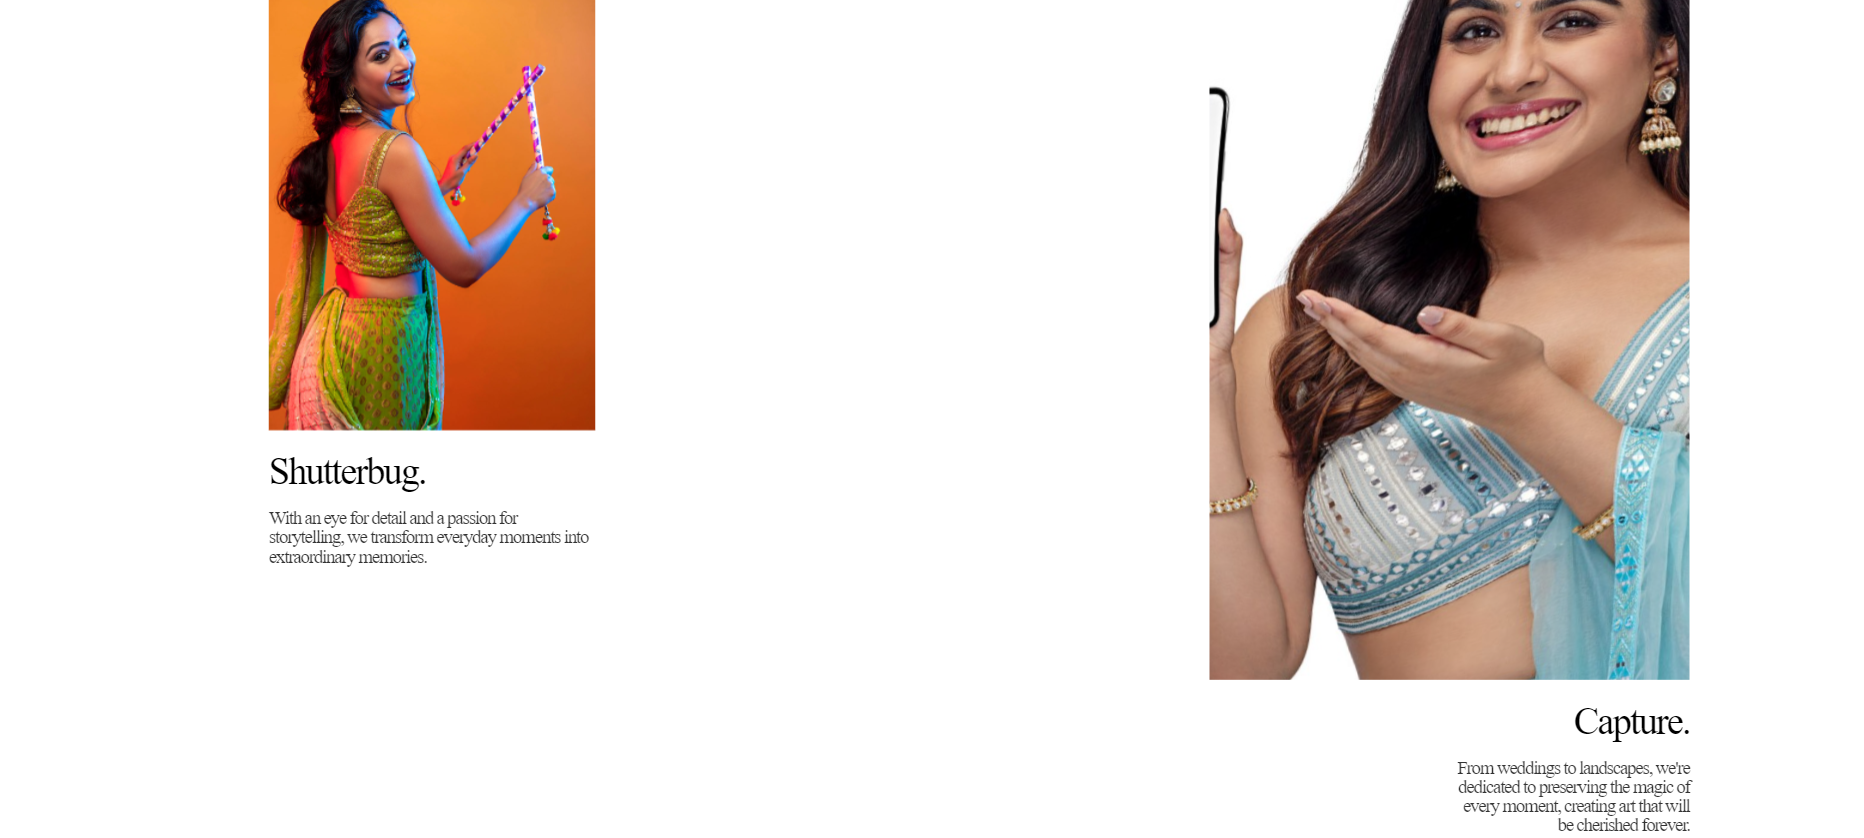 Shutterbug.
With an eye for detail and a passion for
storytelling, we transform everyday moments into
extraordinary memories.
Capture.
From weddings to landscapes, we're
dedicated to preserving the magic of
every moment, creating art that will
be cherished forever.